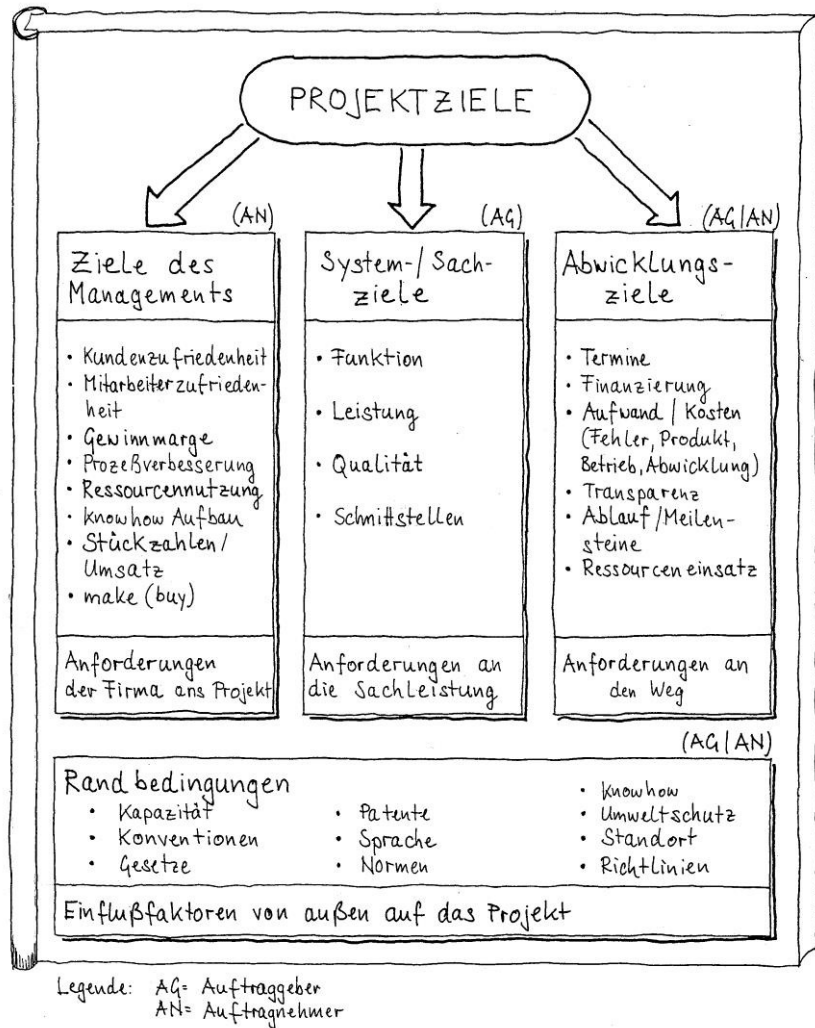 PROJEKTZIELE
(AN)
Ziele des
Managements
• Kundenzufriedenheit
• Mitarbeiterzufrieden-
heit
• Gewinnmarge
• Prozeßverbesserung
• Ressourcennutzung
• Knowhow Aufbau
• Stückzahlen/
Umsatz
• make (buy)
Anforderungen
der Firma ans Projekt
(AG)
System-/Sach-
ziele
• Funktion
• Leistung
• Qualität
• Schnittstellen
Anforderungen an
die Sachleistung
(AG/AN)
Abwicklungs-
ziele
• Termine
• Finanzierung
• Aufwand / Kosten
(Fehler, Produkt,
Betrieb, Abwicklung)
• Transparenz
• Ablauf/Meilen-
steine
• Ressourceneinsatz
Anforderungen an
den Weg
(AG/AN)
Randbedingungen
• Kapazität
• Konventionen
• Gesetze
• Patente
• Sprache
• Normen
• Knowhow
• Umweltschutz
• Standort
• Richtlinien
Einflußfaktoren von außen auf das Projekt
Legende: AG= Auftraggeber
AN= Auftragnehmer